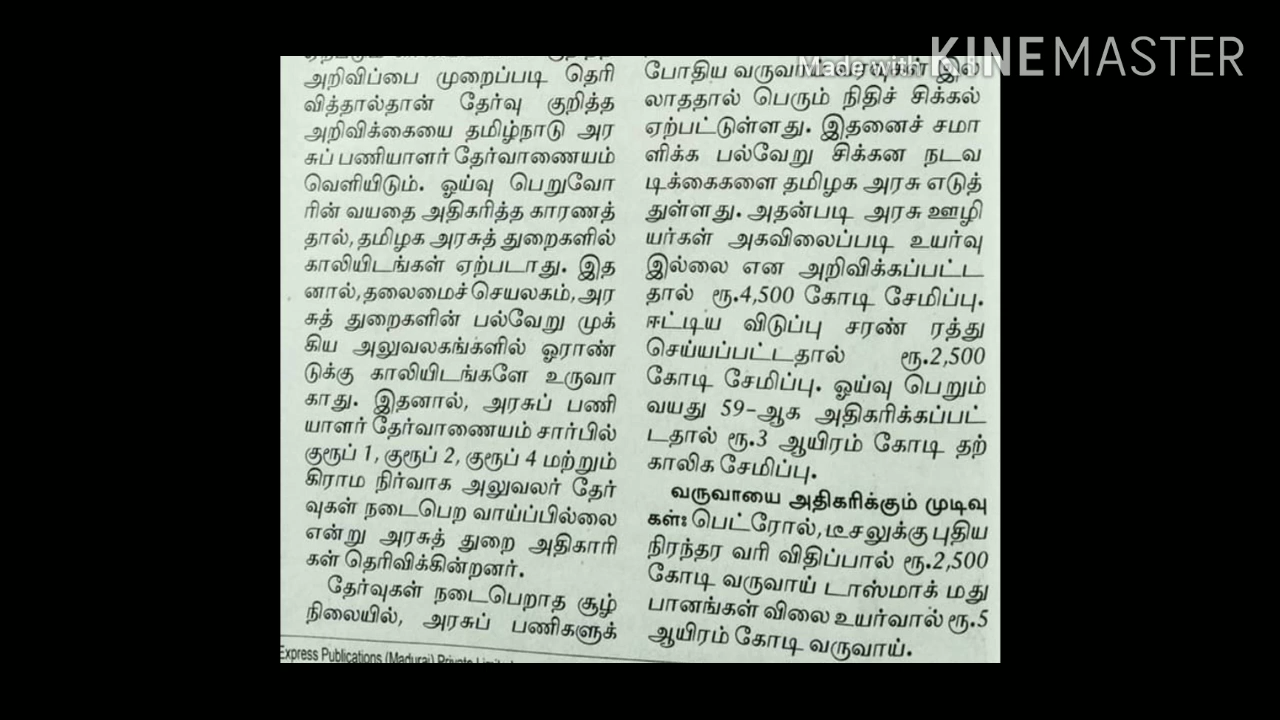 Made with KINEMASTER
அறிவிப்பை முறைப்படி தெரி
வித்தால்தான் தேர்வு குறித்த
அறிவிக்கையை தமிழ்நாடு அர
சுப் பணியாளர் தேர்வாணையம்
வெளியிடும். ஓய்வு பெறுவோ
ரின் வயதை அதிகரித்த காரணத்
தால், தமிழக அரசுத் துறைகளில்
காலியிடங்கள் ஏற்படாது. இத
னால், தலைமைச் செயலகம், அர
சுத் துறைகளின் பல்வேறு முக்
கிய அலுவலகங்களில் ஓராண்
டுக்கு காலியிடங்களே உருவா
காது. இதனால், அரசுப் பணி
யாளர் தேர்வாணையம் சார்பில்
குரூப் 1, குரூப் 2, குரூப் 4 மற்றும்
கிராம நிர்வாக அலுவலர் தேர்
வுகள் நடைபெற வாய்ப்பில்லை
என்று அரசுத் துறை அதிகாரி
கள் தெரிவிக்கின்றனர்.
தேர்வுகள் நடைபெறாத சூழ்
நிலையில், அரசுப் பணிகளுக்
போதிய வருவாய் வரவுகள் இல்
லாததால் பெரும் நிதிச் சிக்கல்
ஏற்பட்டுள்ளது. இதனைச் சமா
ளிக்க பல்வேறு சிக்கன நடவ
டிக்கைகளை தமிழக அரசு எடுத்
துள்ளது. அதன்படி அரசு ஊழி
யர்கள் அகவிலைப்படி உயர்வு
இல்லை என அறிவிக்கப்பட்ட
தால் ரூ.4,500 கோடி சேமிப்பு.
ஈட்டிய விடுப்பு சரண் ரத்து
செய்யப்பட்டதால் ரூ.2,500
கோடி சேமிப்பு. ஓய்வு பெறும்
வயது 59-ஆக அதிகரிக்கப்பட்
டதால் ரூ.3 ஆயிரம் கோடி தற்
காலிக சேமிப்பு.
வருவாயை அதிகரிக்கும் முடிவு
கள்: பெட்ரோல், டீசலுக்கு புதிய
நிரந்தர வரி விதிப்பால் ரூ.2,500
கோடி வருவாய் டாஸ்மாக் மது
பானங்கள் விலை உயர்வால் ரூ.5
ஆயிரம் கோடி வருவாய்.
Express Publications (Madurai) Private